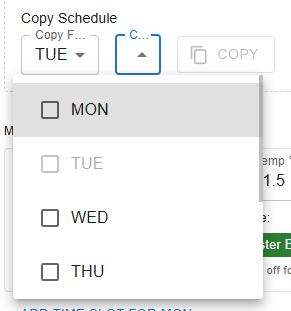 Copy Schedule
Copy F…
C…
TUE
COPY
MON
TUE
WED
THU
M
emp
1.5
e:
ster
off fo
ADD TIME SLOT FOR MON